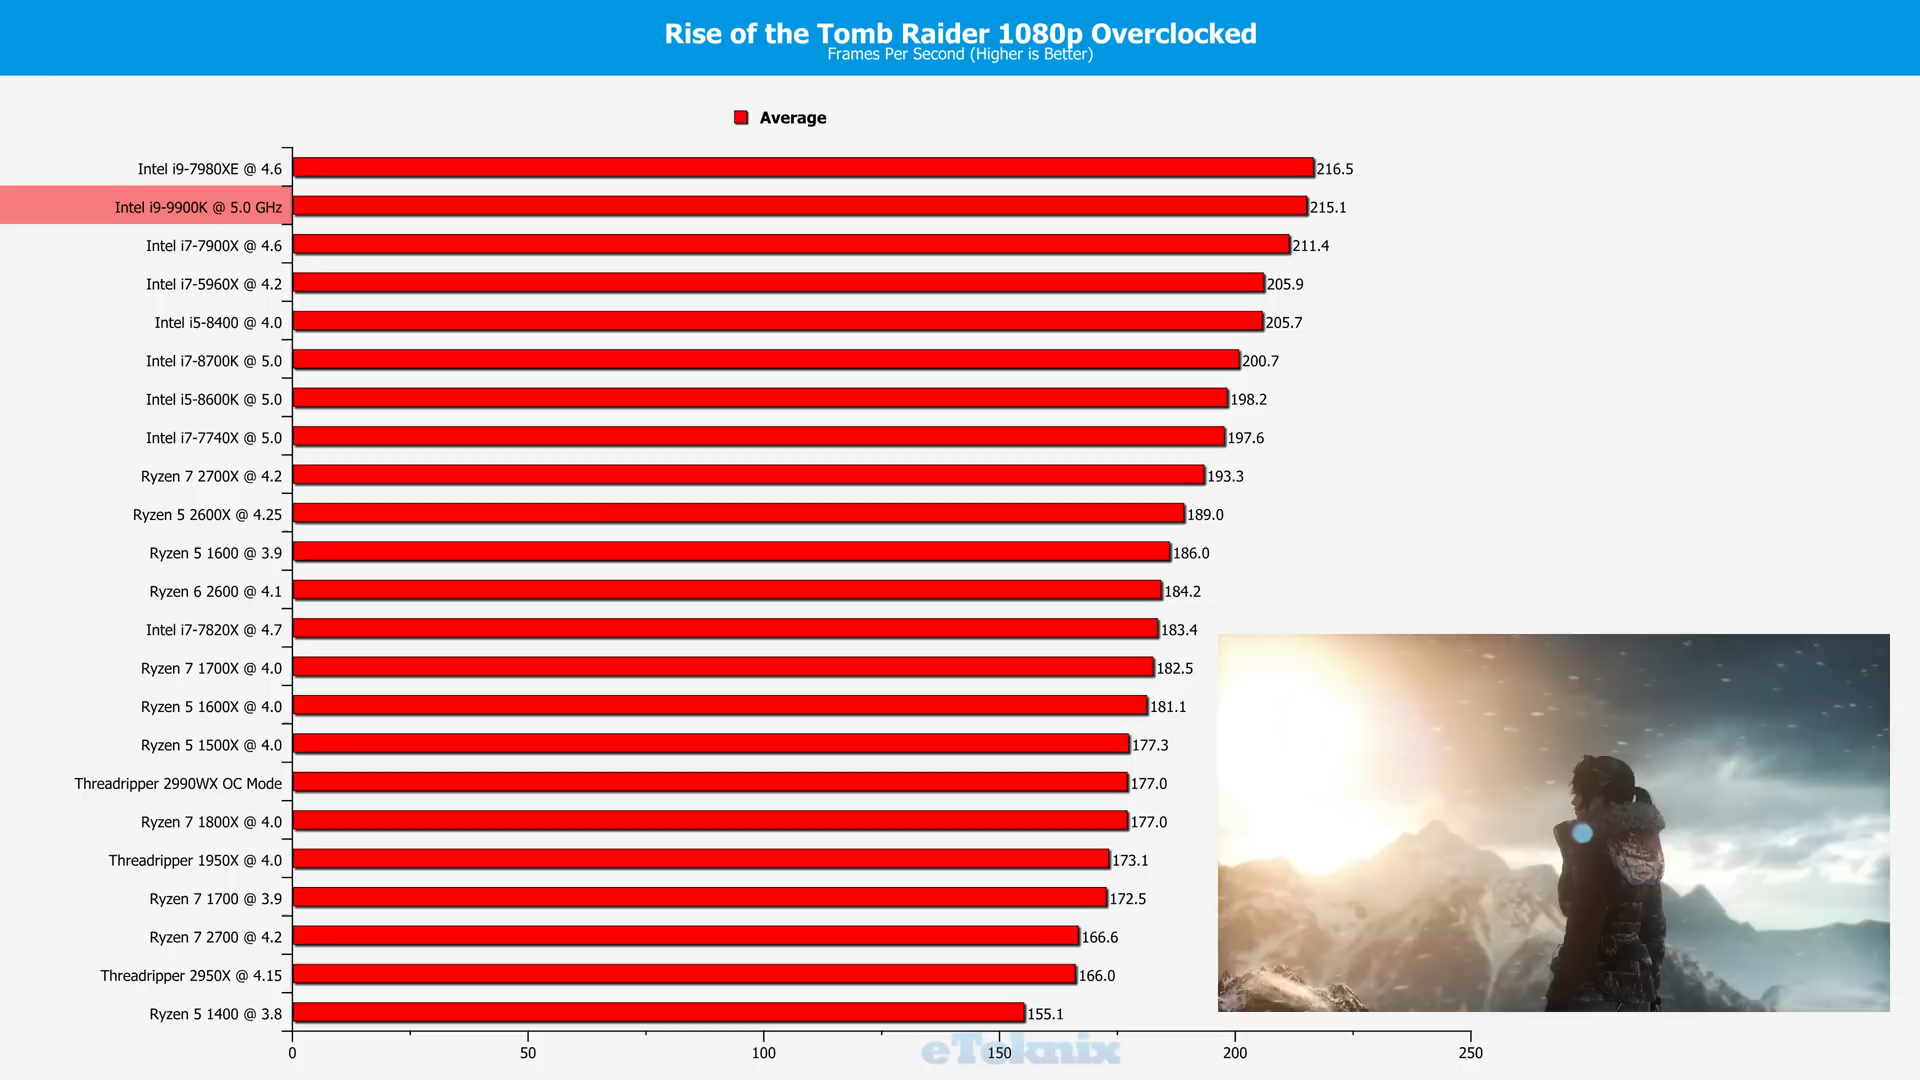 Rise of the Tomb Raider 1080p Overclocked
Frames Per Second (Higher is Better)
Average
Intel i9-7980XE @ 4.6 216.5
Intel i9-9900K @ 5.0 GHz 215.1
Intel i7-7900X @ 4.6 211.4
Intel i7-5960X @ 4.2 205.9
Intel i5-8400 @ 4.0 205.7
Intel i7-8700K @ 5.0 200.7
Intel i5-8600K @ 5.0 198.2
Intel i7-7740X @ 5.0 197.6
Ryzen 7 2700X @ 4.2 193.3
Ryzen 5 2600X @ 4.25 189.0
Ryzen 5 1600 @ 3.9 186.0
Ryzen 6 2600 @ 4.1 184.2
Intel i7-7820X @ 4.7 183.4
Ryzen 7 1700X @ 4.0 182.5
Ryzen 5 1600X @ 4.0 181.1
Ryzen 5 1500X @ 4.0 177.3
Threadripper 2990WX OC Mode 177.0
Ryzen 7 1800X @ 4.0 177.0
Threadripper 1950X @ 4.0 173.1
Ryzen 7 1700 @ 3.9 172.5
Ryzen 7 2700 @ 4.2 166.6
Threadripper 2950X @ 4.15 166.0
Ryzen 5 1400 @ 3.8 155.1
0 50 100 150 200 250
eTeknix